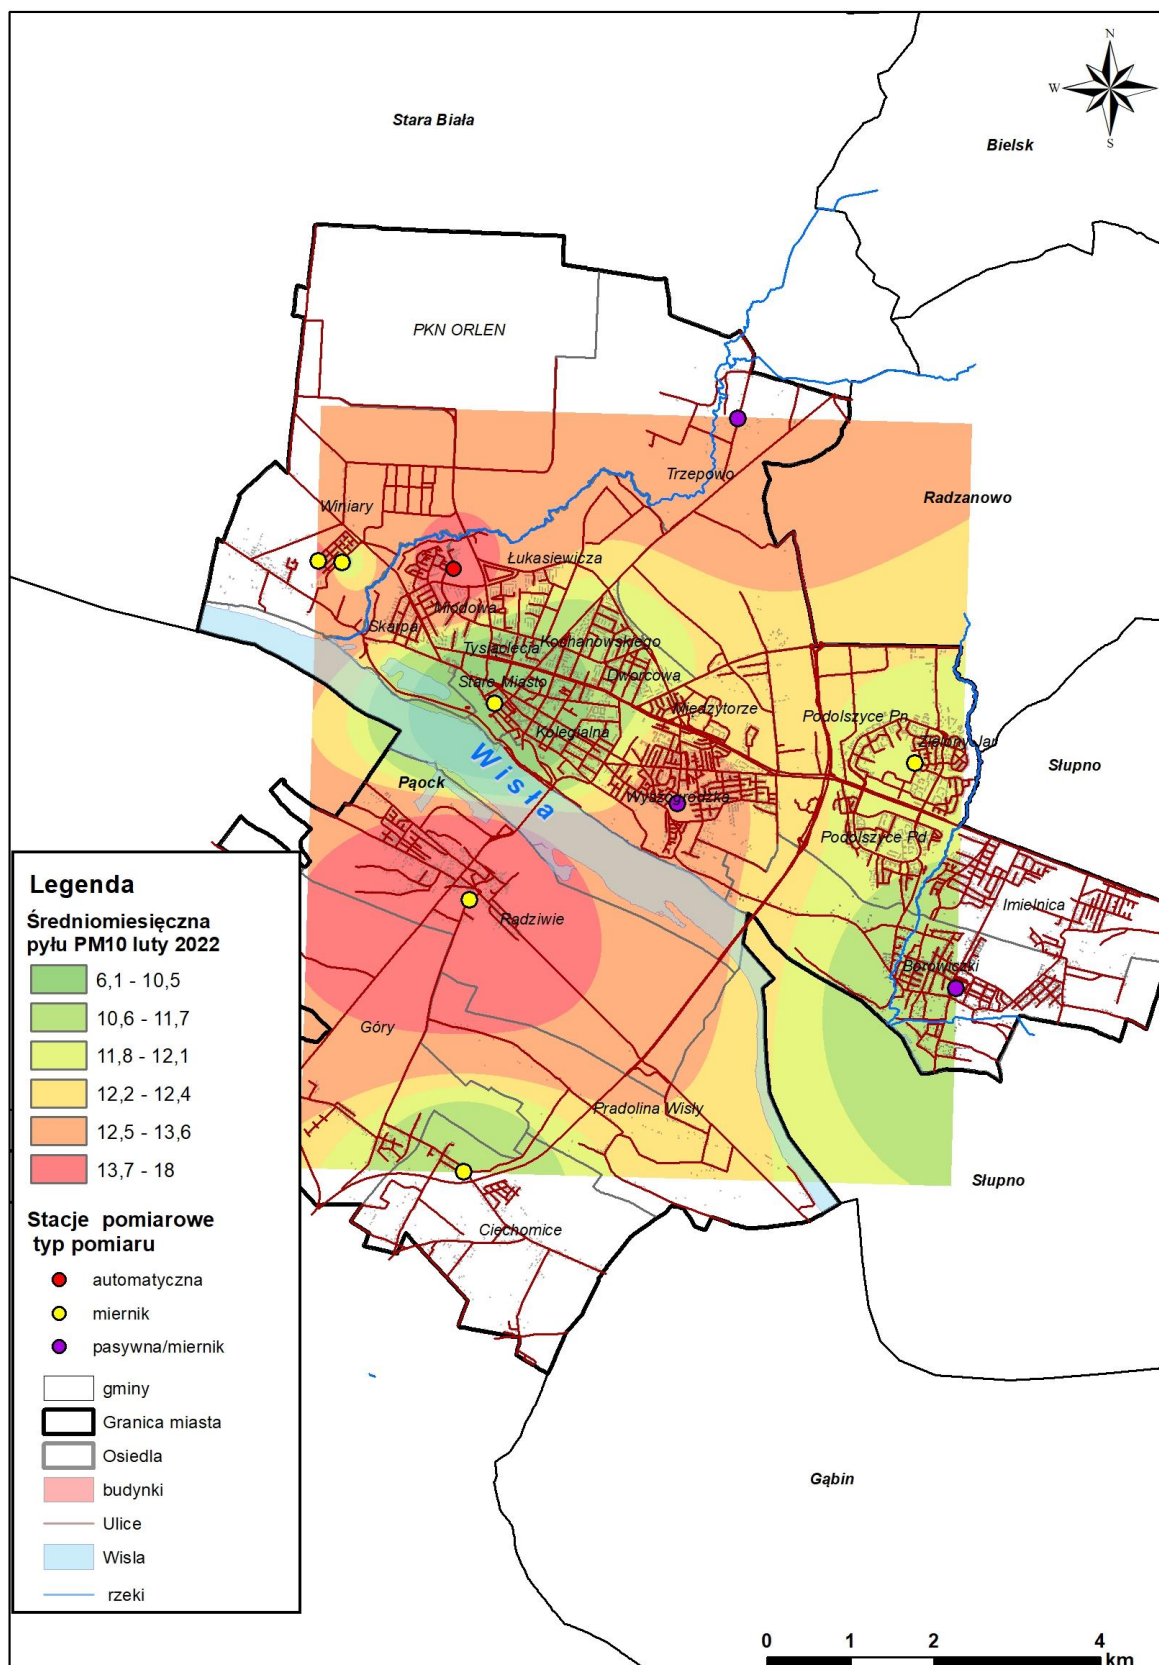 N
W
S
Stara Biała
Bielsk
PKN ORLEN
Trzepowo
Radzanowo
Winiary
Łukasiewicza
Miodowa
Skarpa
Kochanowskiego
Tysiąclecia
Dworcowa
Stare Miasto
Międzytorze
Podolszyce Pn
Kolegialna
Zielony Jar
Wisła
Słupno
Pąock
Wyszogrodzka
Podolszyce Pd
Imielnica
Radziwie
Borowiczki
Góry
Pradolina Wisły
Słupno
Ciechomice
Gąbin
Legenda
Średniomiesięczna
pyłu PM10 luty 2022
6,1 - 10,5
10,6 - 11,7
11,8 - 12,1
12,2 - 12,4
12,5 - 13,6
13,7 - 18
Stacje pomiarowe
typ pomiaru
automatyczna
miernik
pasywna/miernik
gminy
Granica miasta
Osiedla
budynki
Ulice
Wisla
rzeki
0 1 2 4
km